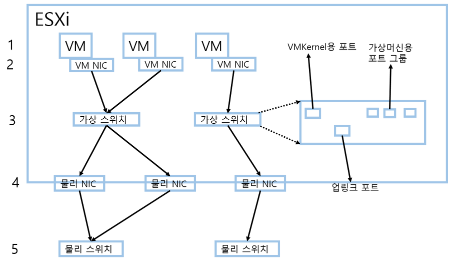 ESXi
1
VM
VM
VM
VMKernel용 포트
가상머신용
포트 그룹
2
VM NIC
VM NIC
VM NIC
3
가상 스위치
가상 스위치
4
물리 NIC
물리 NIC
물리 NIC
업링크 포트
5
물리 스위치
물리 스위치